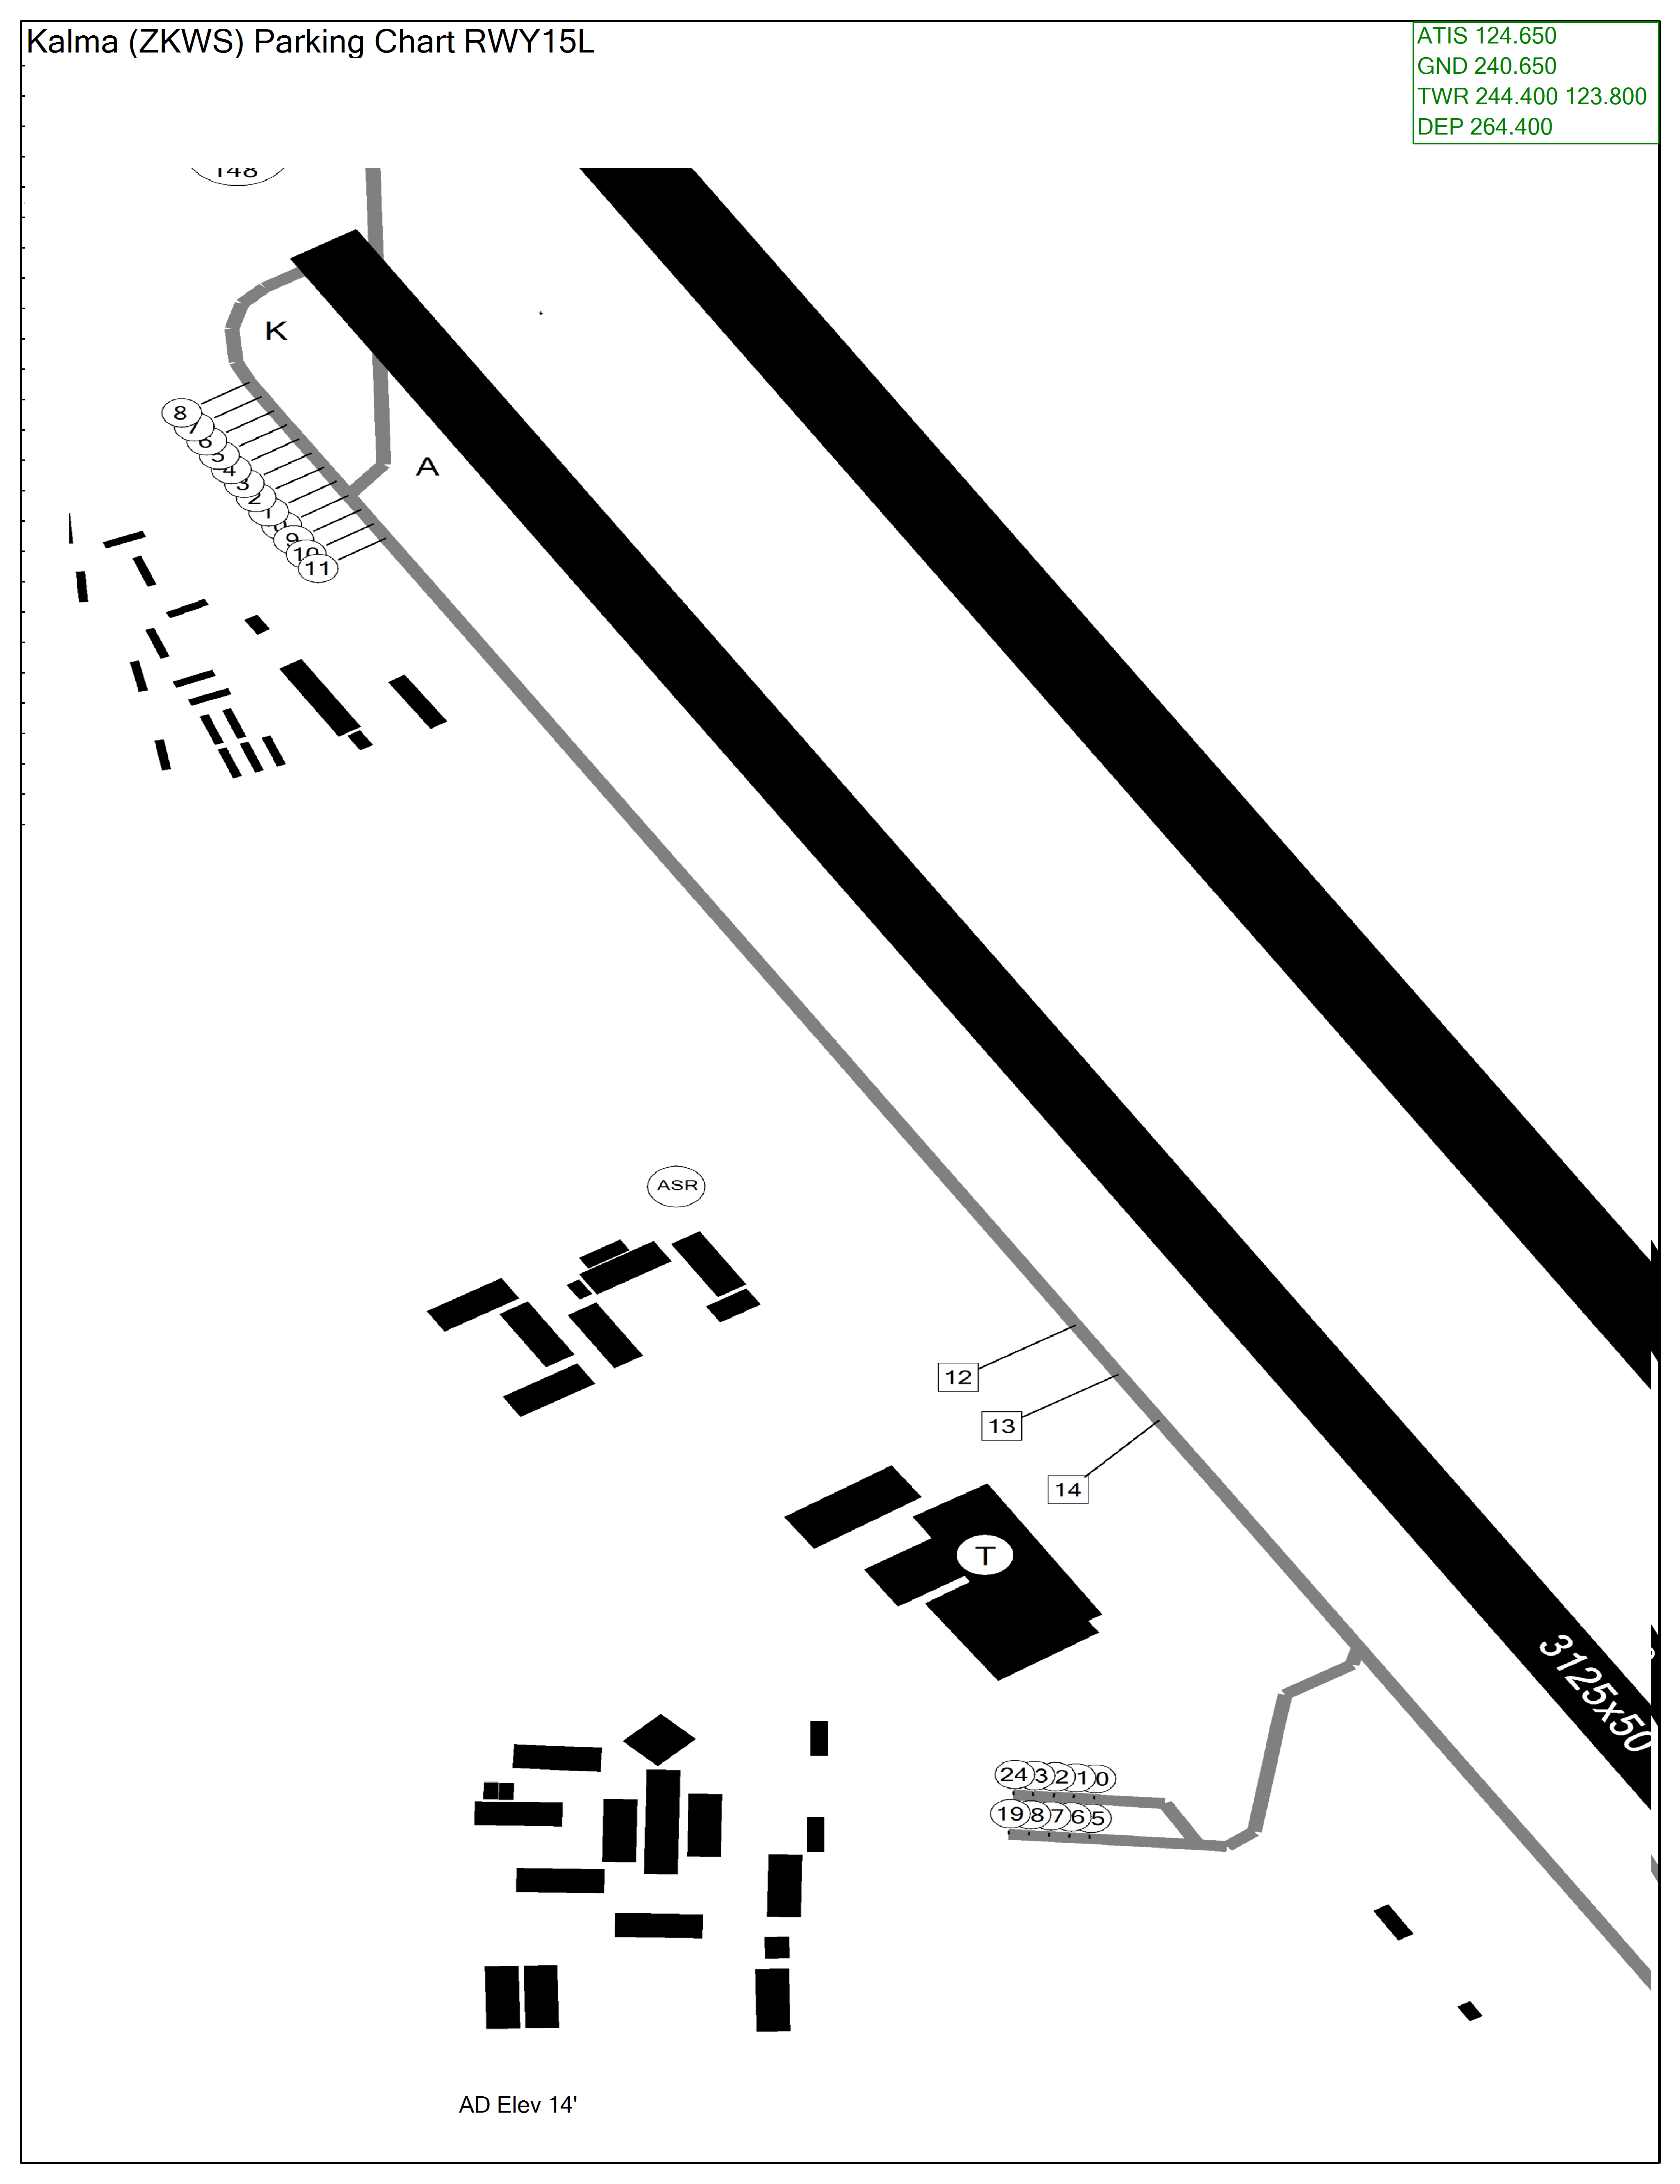 Kalma (ZKWS) Parking Chart RWY15L
ATIS 124.650
GND 240.650
TWR 244.400 123.800
DEP 264.400
148
K
A
8
7
6
5
4
3
2
1
0
9
10
11
ASR
12
13
14
T
3125x50
24 3 2 1 0
19 8 7 6 5
AD Elev 14'